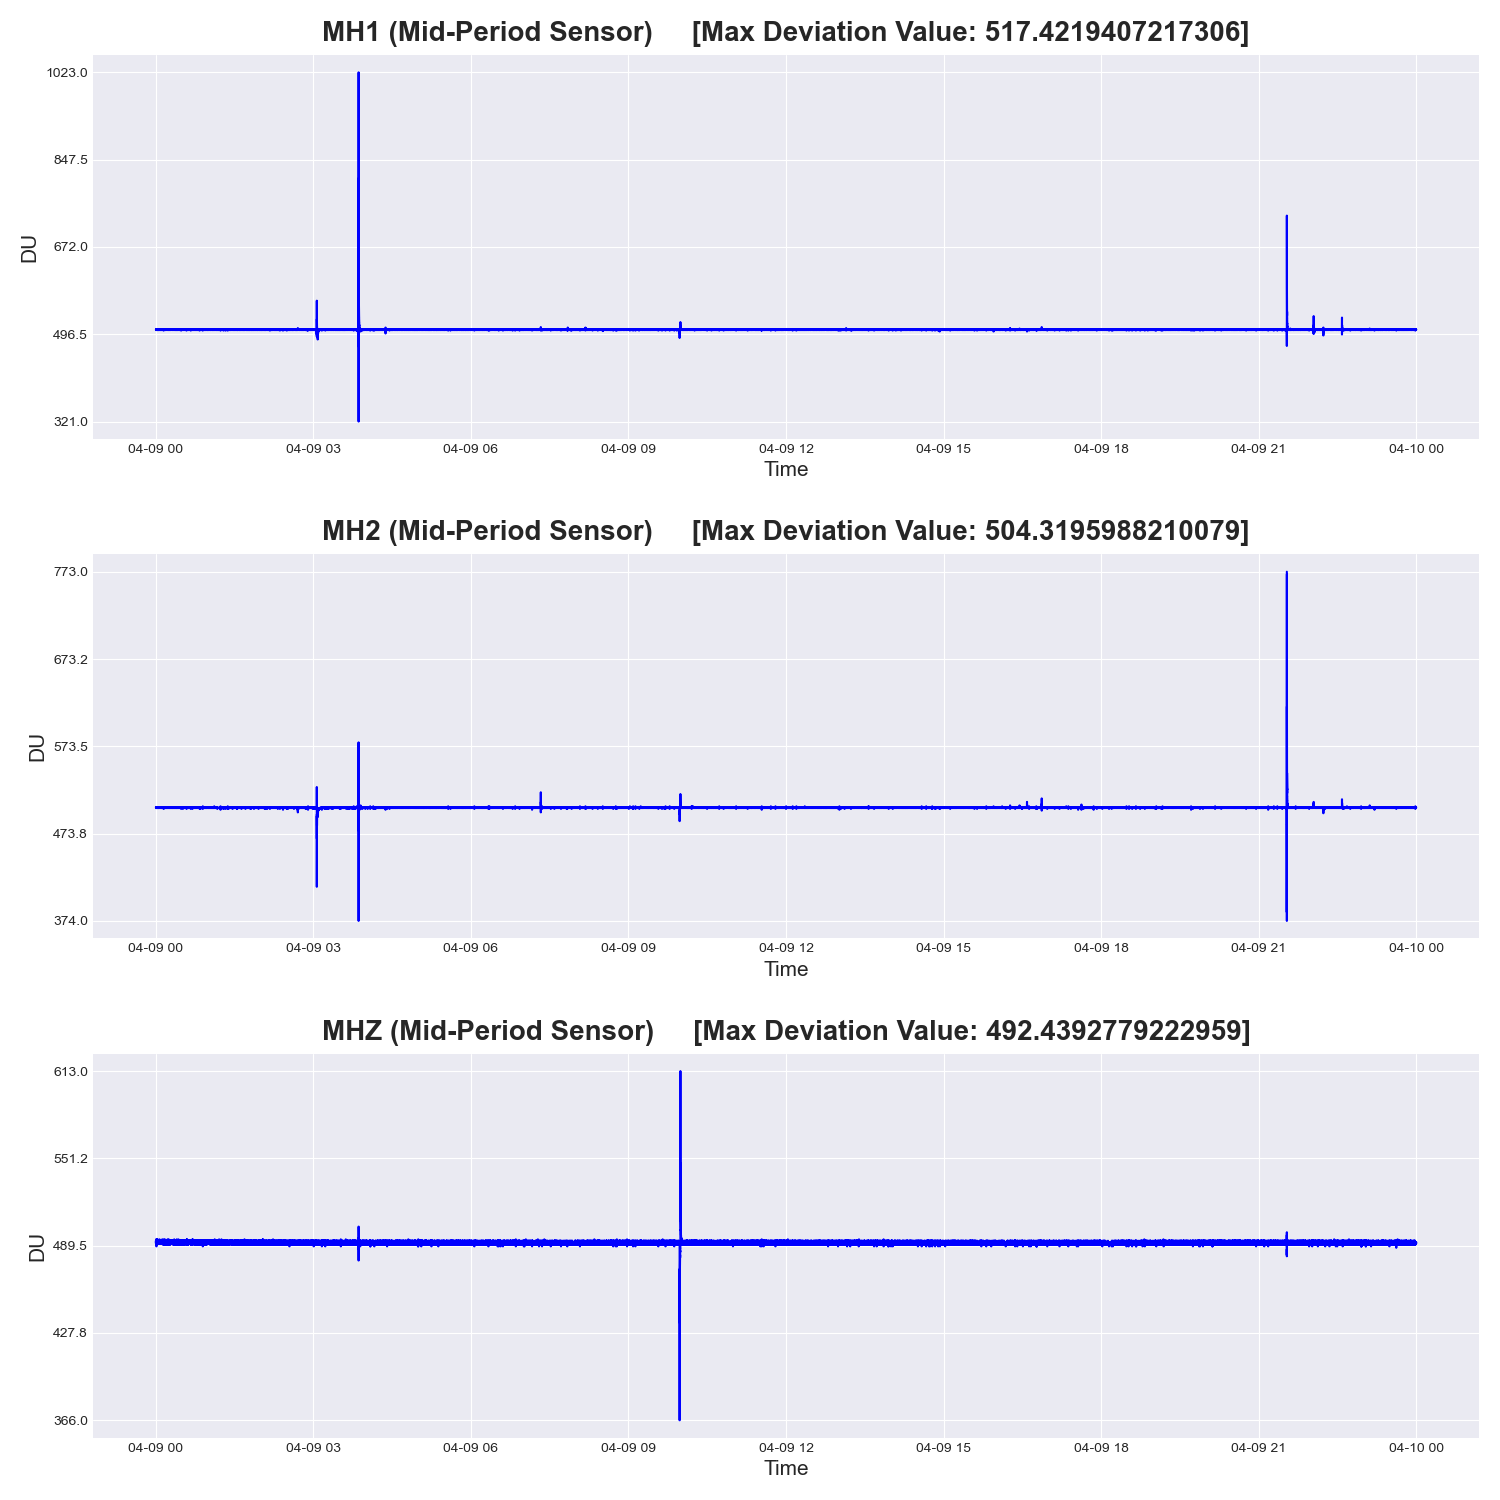 MH1 (Mid-Period Sensor) [Max Deviation Value: 517.4219407217306]
1023.0
847.5
672.0
496.5
321.0
DU
04-09 00 04-09 03 04-09 06 04-09 09 04-09 12 04-09 15 04-09 18 04-09 21 04-10 00
Time
MH2 (Mid-Period Sensor) [Max Deviation Value: 504.3195988210079]
773.0
673.2
573.5
473.8
374.0
DU
04-09 00 04-09 03 04-09 06 04-09 09 04-09 12 04-09 15 04-09 18 04-09 21 04-10 00
Time
MHZ (Mid-Period Sensor) [Max Deviation Value: 492.4392779222959]
613.0
551.2
489.5
427.8
366.0
DU
04-09 00 04-09 03 04-09 06 04-09 09 04-09 12 04-09 15 04-09 18 04-09 21 04-10 00
Time